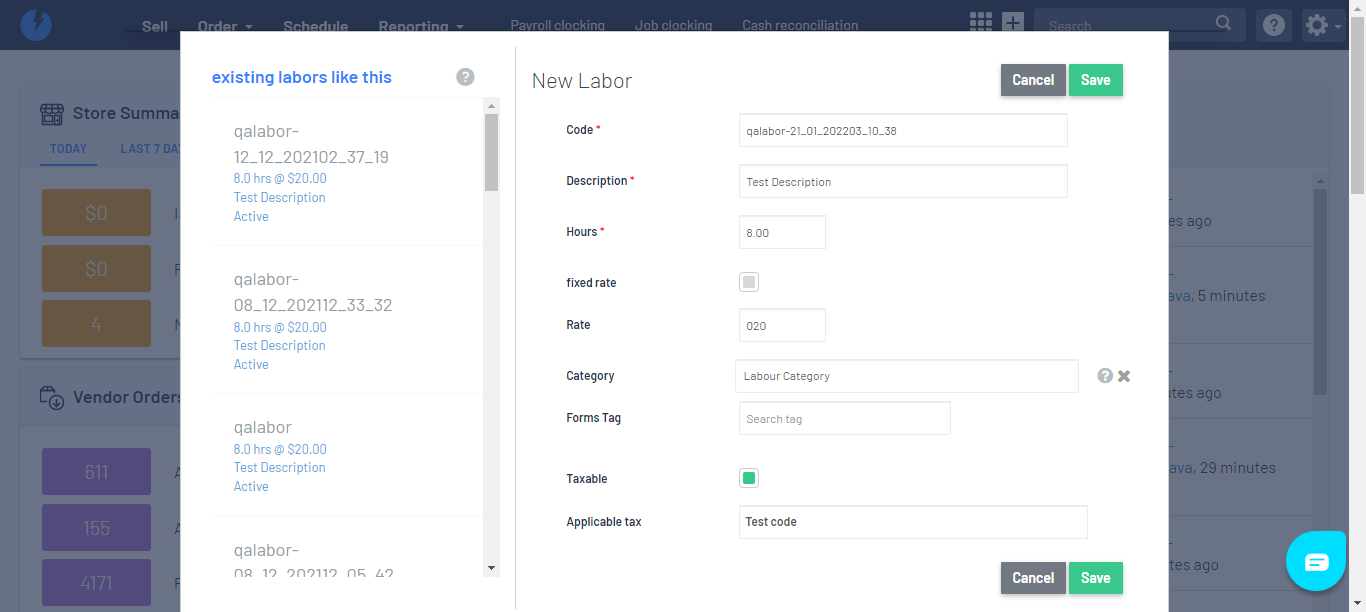 Sell Order Schedule Reporting Payroll clocking Job clocking Cash reconciliation Search
Store Summa
TODAY LAST 7 DA
$0
$0
4
Vendor Orders
611
155
4171
existing labors like this
qalabor-
12_12_202102_37_19
8.0 hrs @ $20.00
Test Description
Active
qalabor-
08_12_202112_33_32
8.0 hrs @ $20.00
Test Description
Active
qalabor
8.0 hrs @ $20.00
Test Description
Active
qalabor-
08_12_202112_05_42
New Labor
Cancel Save
Code * qalabor-21_01_202203_10_38
Description * Test Description
Hours * 8.00
fixed rate
Rate 020
Category Labour Category
Forms Tag Search tag
Taxable
Applicable tax Test code
Cancel Save
es ago
ava, 5 minutes
utes ago
ava, 29 minutes
utes ago